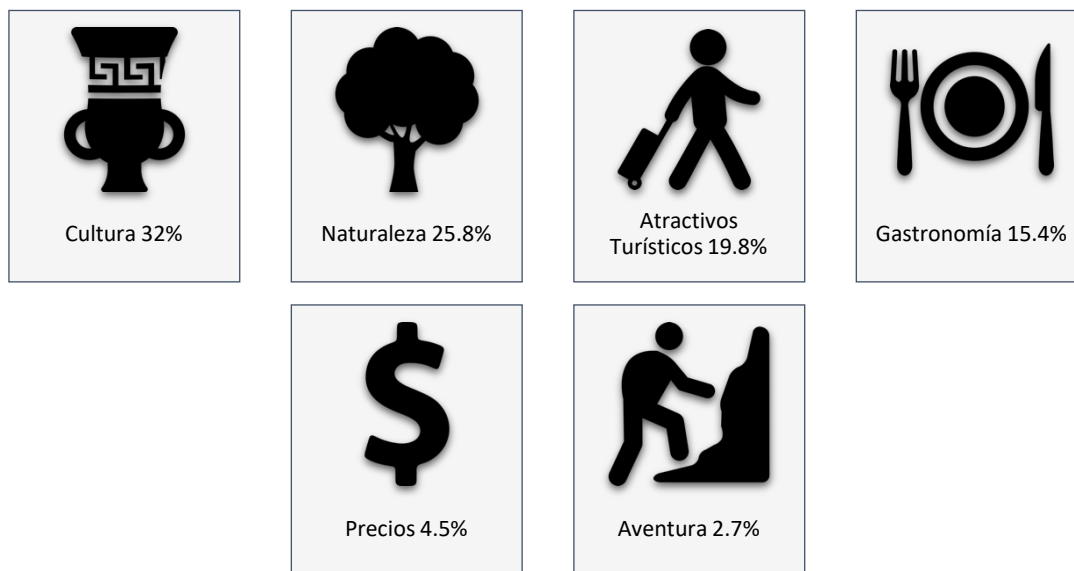 Cultura 32%
Naturaleza 25.8%
Atractivos
Turísticos 19.8%
Gastronomía 15.4%
Precios 4.5%
Aventura 2.7%